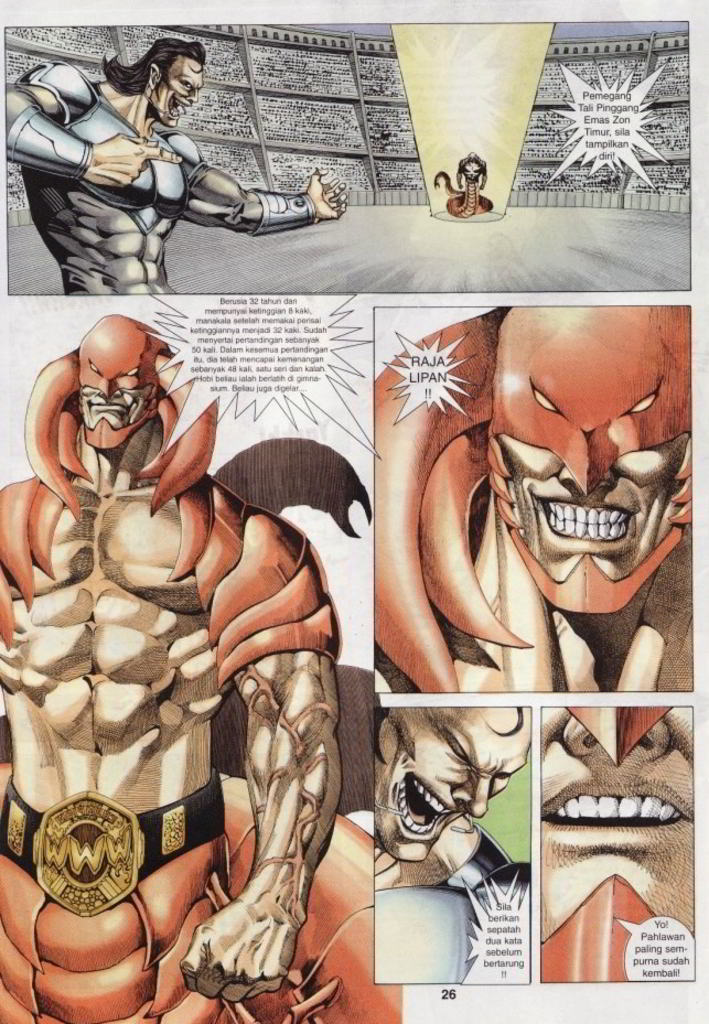 Pemegang
Tali Pinggang
Emas Zon
Timur, sila
tampilkan
diri!
Berusia 32 tahun dan
mempunyai ketinggian 8 kaki,
manakala setelah memakai perisai
ketinggiannya menjadi 32 kaki. Sudah
menyertai pertandingan sebanyak
50 kali. Dalam kesemua pertandingan
itu, dia telah mencapai kemenangan
sebanyak 48 kali, satu seri dan kalah.
Hobi beliau ialah berlatih di gimna-
sium. Beliau juga digelar....
RAJA
LIPAN
!!
WWW
Sila
berikan
sepatah
dua kata
sebelum
bertarung
!!
Yo!
Pahlawan
paling sem-
purna sudah
kembali!
26